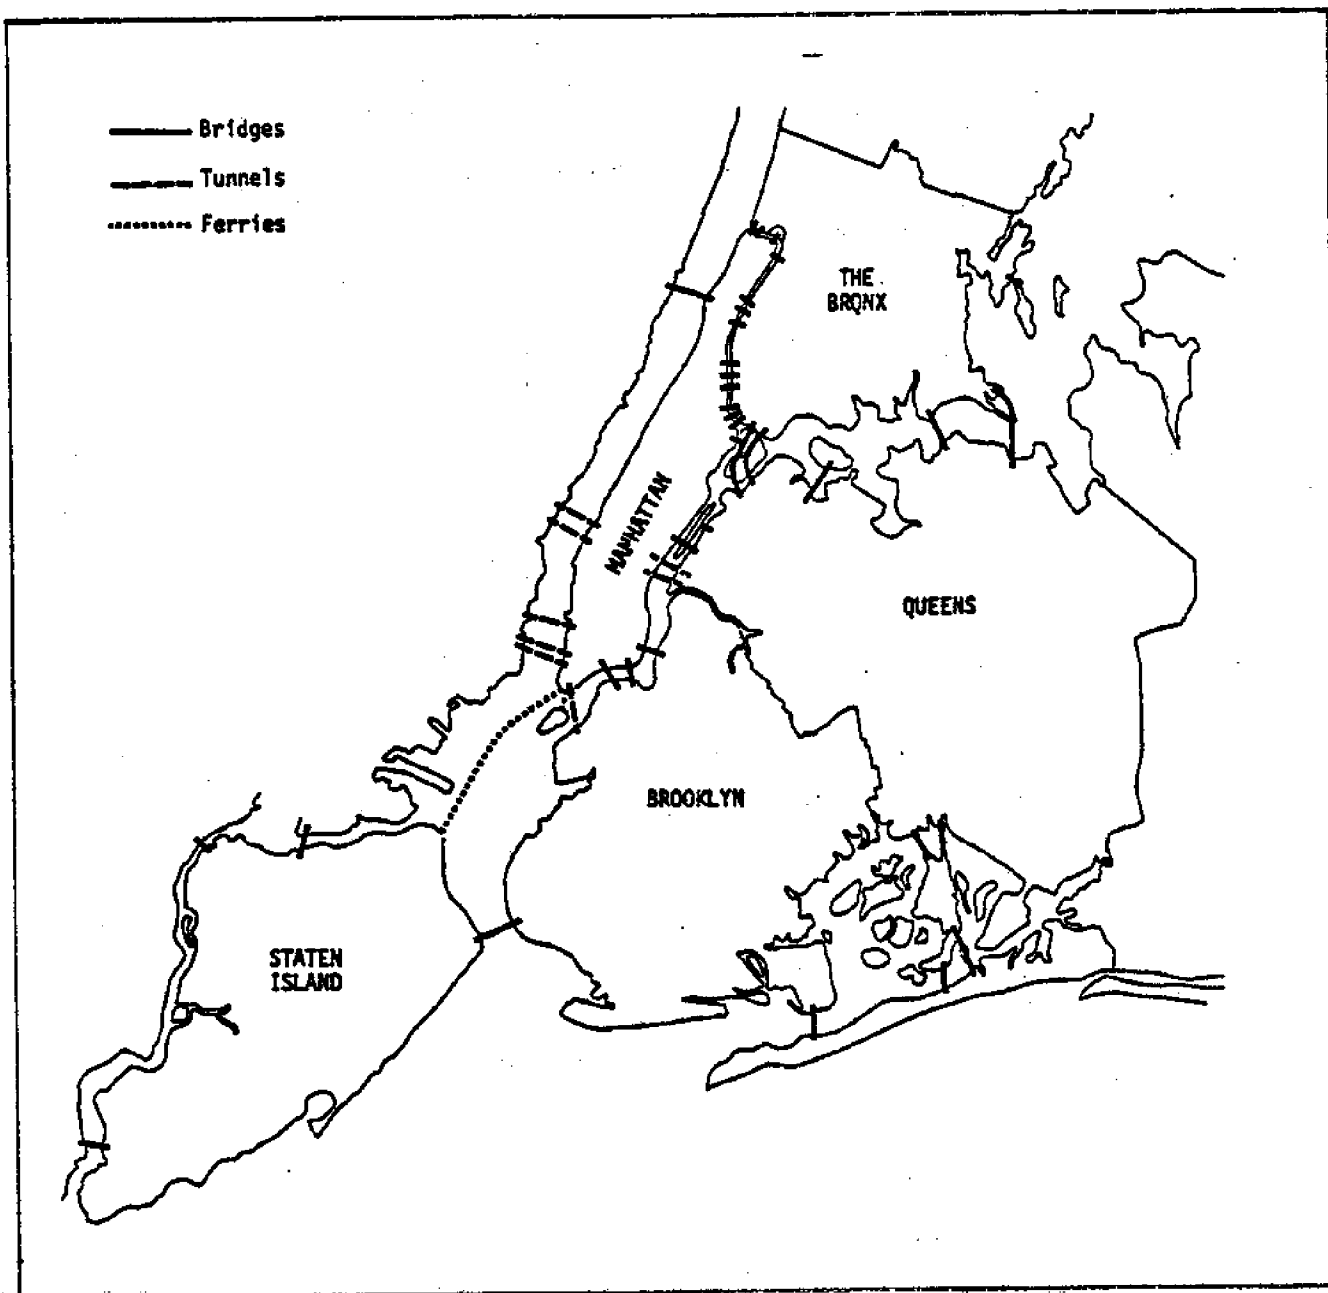 Bridges
Tunnels
Ferries
THE
BRONX
MANHATTAN
QUEENS
BROOKLYN
STATEN
ISLAND